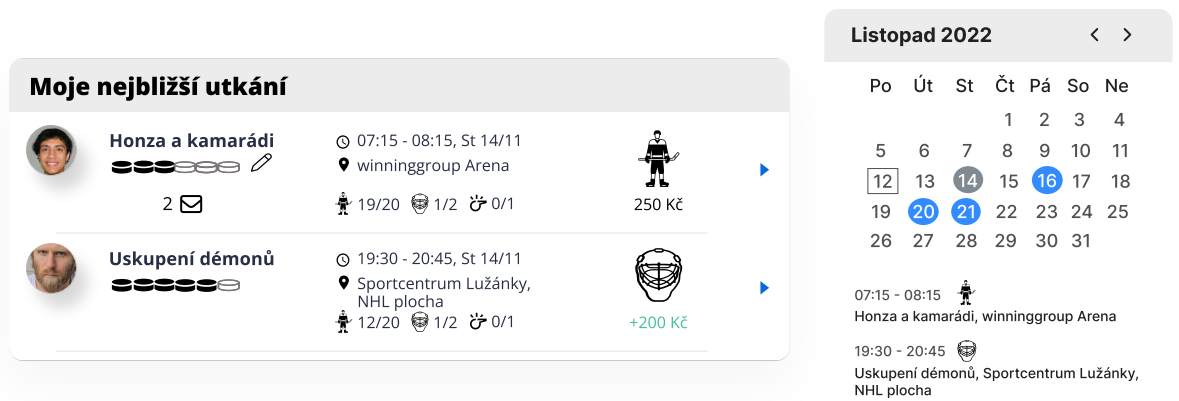 Moje nejbližší utkání
Honza a kamarádi
2
07:15 - 08:15, St 14/11
winninggroup Arena
19/20 1/2 0/1
250 Kč
Uskupení démonů
19:30 - 20:45, St 14/11
Sportcentrum Lužánky,
NHL plocha
12/20 1/2 0/1
+200 Kč
Listopad 2022
Po Út St Čt Pá So Ne
1 2 3 4
5 6 7 8 9 10 11
12 13 14 15 16 17 18
19 20 21 22 23 24 25
26 27 28 29 30 31
07:15 - 08:15
Honza a kamarádi, winninggroup Arena
19:30 - 20:45
Uskupení démonů, Sportcentrum Lužánky,
NHL plocha